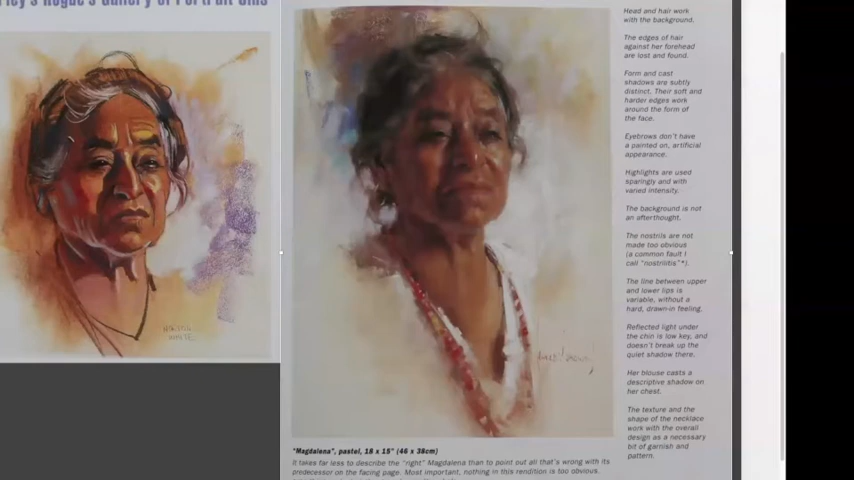 Rogue's Gallery of Portrait Sins
Head and hair work
with the background.
The edges of hair
against her forehead
are lost and found.
Form and cast
shadows are subtly
distinct. Their soft and
harder edges work
around the form of
the face.
Eyebrows don't have
a painted on, artificial
appearance.
Highlights are used
sparingly and with
varied intensity.
The background is not
an afterthought.
The nostrils are not
made too obvious
(a common fault I
call "nostrilitis"*).
The line between upper
and lower lips is
variable, without a
hard, drawn-in feeling.
Reflected light under
the chin is low key, and
doesn't break up the
quiet shadow there.
Her blouse casts a
descriptive shadow on
her chest.
The texture and the
shape of the necklace
work with the overall
design as a necessary
bit of garnish and
pattern.
"Magdalena", pastel, 18 x 15" (46 x 38cm)
It takes far less to describe the "right" Magdalena than to point out all that's wrong with its
predecessor on the facing page. Most important, nothing in this rendition is too obvious.